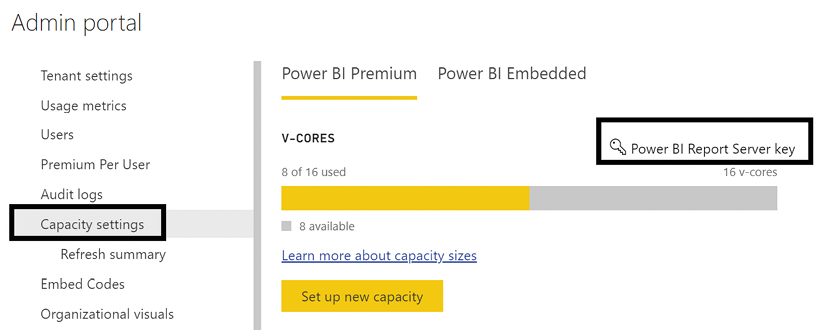 Admin portal
Tenant settings
Usage metrics
Users
Premium Per User
Audit logs
Capacity settings
Refresh summary
Embed Codes
Organizational visuals
Power BI Premium Power BI Embedded
V-CORES
Power BI Report Server key
8 of 16 used 16 v-cores
8 available
Learn more about capacity sizes
Set up new capacity